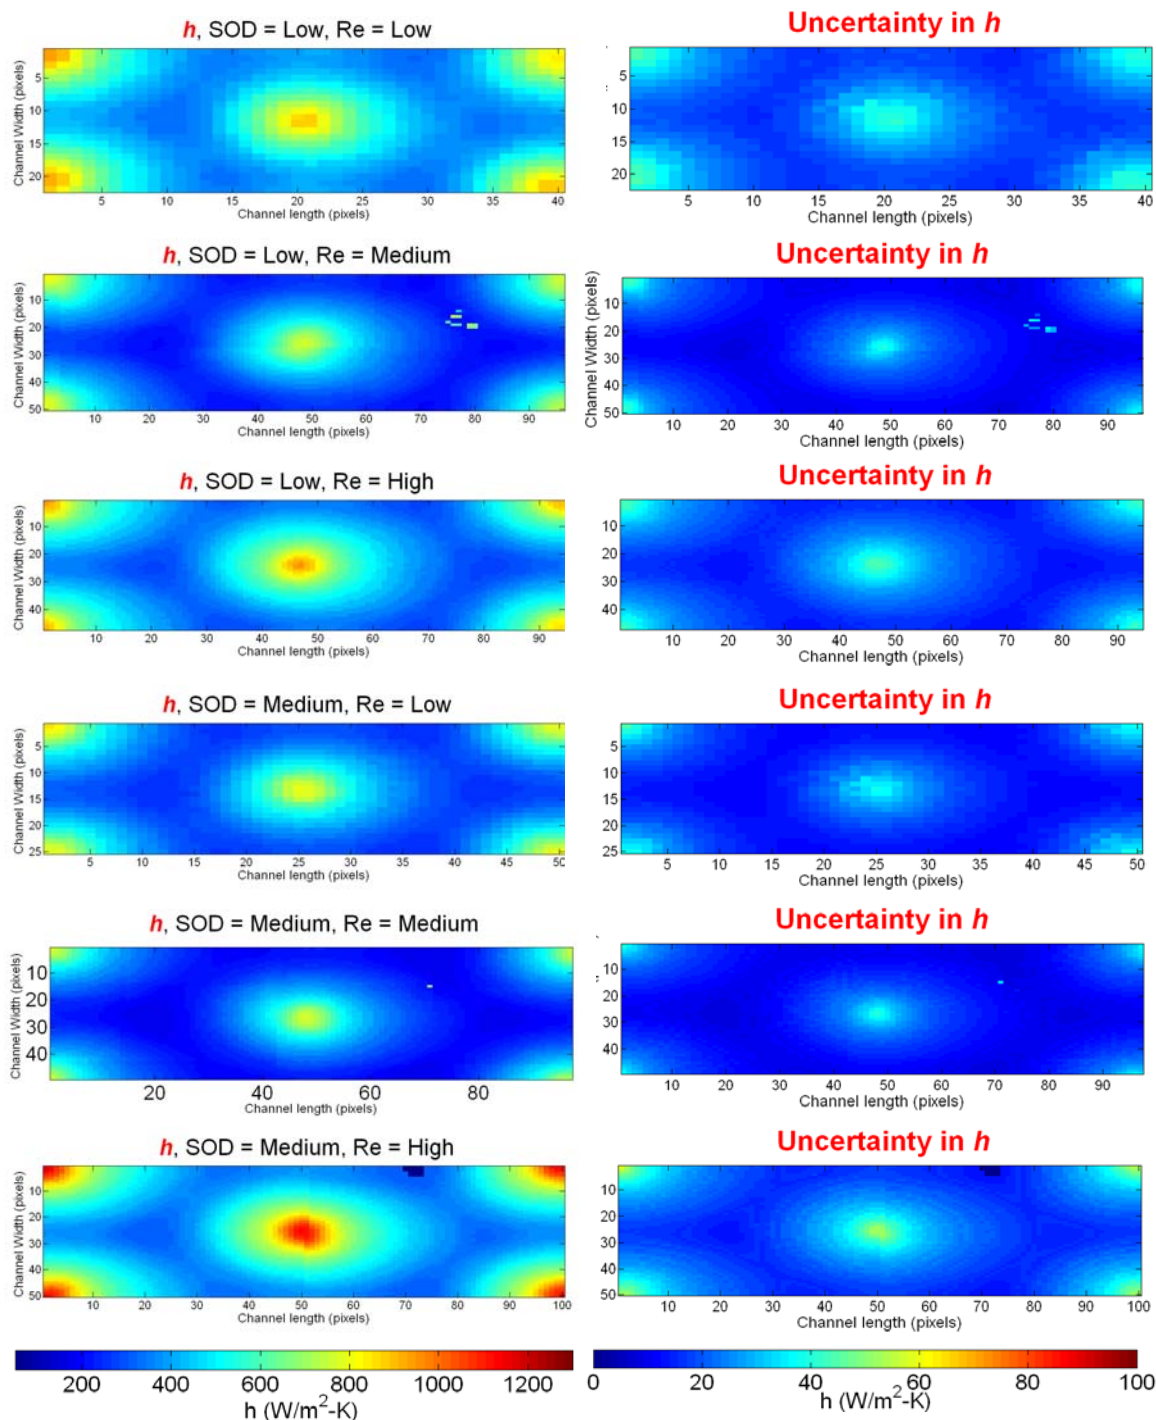 h, SOD = Low, Re = Low
Uncertainty in h
Channel Width (pixels)
5
10
15
20
5 10 15 20 25 30 35 40
Channel length (pixels)
5
10
15
20
5 10 15 20 25 30 35 40
Channel length (pixels)
h, SOD = Low, Re = Medium
Uncertainty in h
Channel Width (pixels)
10
20
30
40
50
10 20 30 40 50 60 70 80 90
Channel length (pixels)
Channel Width (pixels)
10
20
30
40
50
10 20 30 40 50 60 70 80 90
Channel length (pixels)
h, SOD = Low, Re = High
Uncertainty in h
Channel Width (pixels)
10
20
30
40
10 20 30 40 50 60 70 80 90
Channel length (pixels)
10
20
30
40
10 20 30 40 50 60 70 80 90
Channel length (pixels)
h, SOD = Medium, Re = Low
Uncertainty in h
Channel Width (pixels)
5
10
15
20
25
5 10 15 20 25 30 35 40 45 50
Channel length (pixels)
5
10
15
20
25
5 10 15 20 25 30 35 40 45 50
Channel length (pixels)
h, SOD = Medium, Re = Medium
Uncertainty in h
Channel Width (pixels)
10
20
30
40
20 40 60 80
Channel length (pixels)
10
20
30
40
50
10 20 30 40 50 60 70 80 90
Channel length (pixels)
h, SOD = Medium, Re = High
Uncertainty in h
Channel Width (pixels)
10
20
30
40
50
10 20 30 40 50 60 70 80 90 100
Channel length (pixels)
10
20
30
40
50
10 20 30 40 50 60 70 80 90 100
Channel length (pixels)
200 400 600 800 1000 1200
h (W/m²-K)
0 20 40 60 80 100
h (W/m²-K)